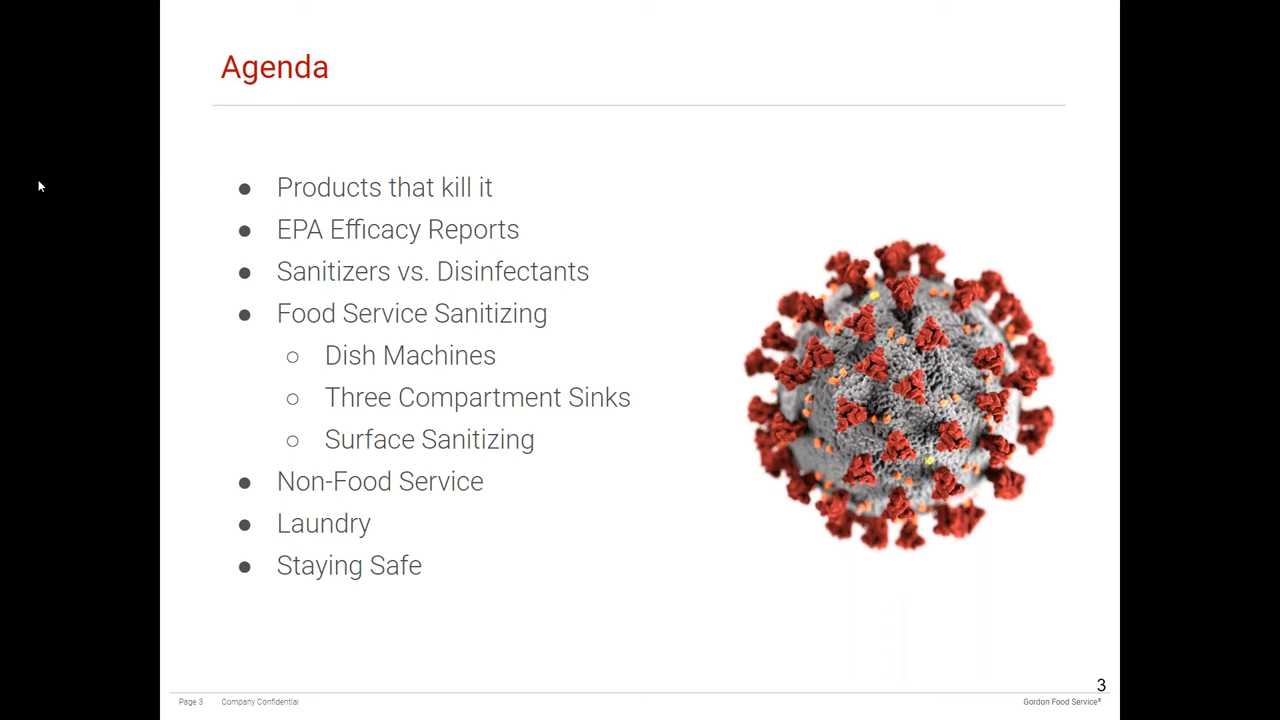 Agenda
● Products that kill it
● EPA Efficacy Reports
● Sanitizers vs. Disinfectants
● Food Service Sanitizing
○ Dish Machines
○ Three Compartment Sinks
○ Surface Sanitizing
● Non-Food Service
● Laundry
● Staying Safe
3
Page 3 Company Confidential Gordon Food Service®